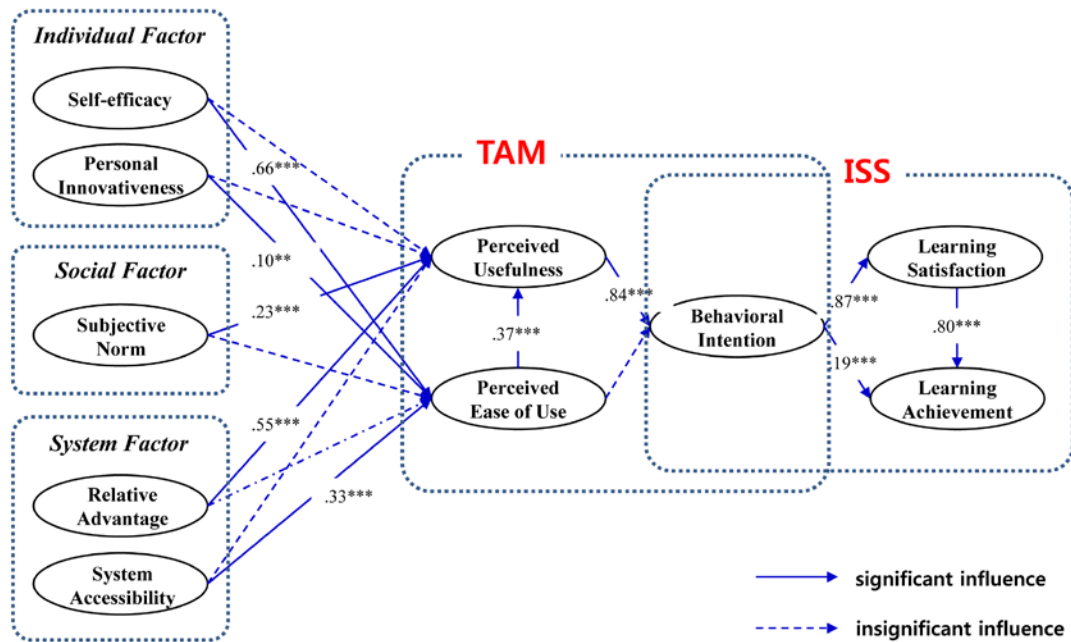 Individual Factor
Self-efficacy
Personal
Innovativeness
Social Factor
Subjective
Norm
System Factor
Relative
Advantage
System
Accessibility
.66***
.10**
.23***
.55***
.33***
TAM
Perceived
Usefulness
.37***
Perceived
Ease of Use
.84***
ISS
Behavioral
Intention
.87***
19***
Learning
Satisfaction
.80***
Learning
Achievement
significant influence
insignificant influence